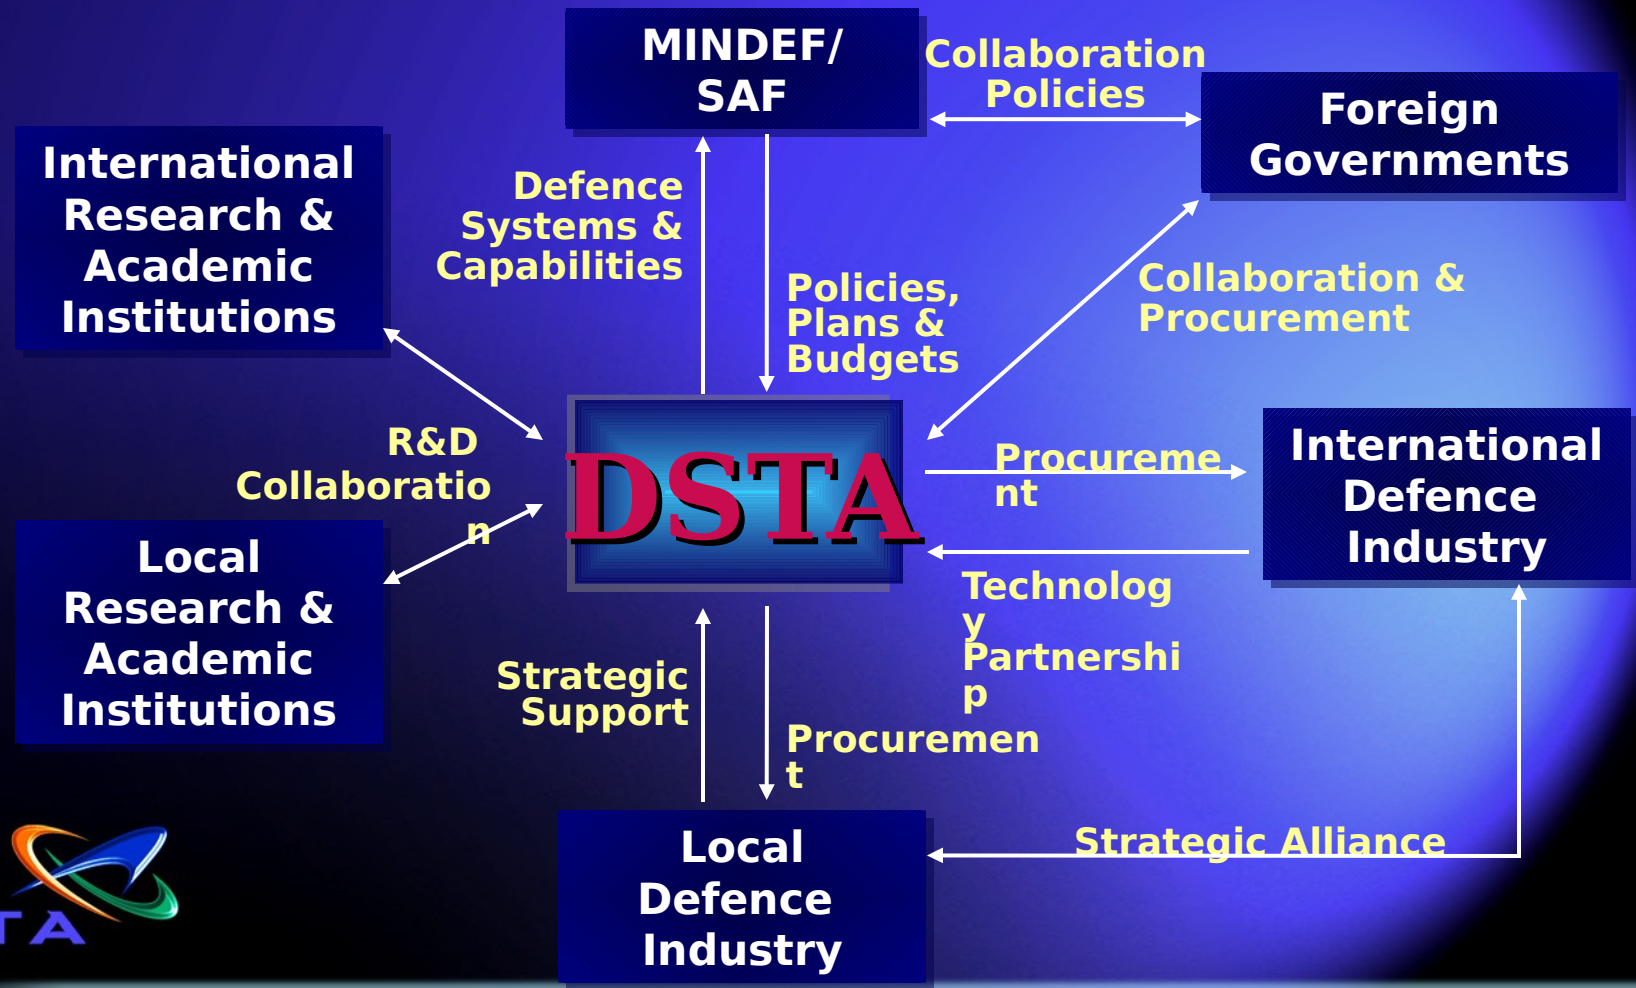 MINDEF/
SAF
Collaboration
Policies
Foreign
Governments
International
Research &
Academic
Institutions
Defence
Systems &
Capabilities
Policies,
Plans &
Budgets
Collaboration &
Procurement
R&D
Collaboratio
n
DSTA
Procureme
nt
International
Defence
Industry
Technolog
y
Partnershi
p
Local
Research &
Academic
Institutions
Strategic
Support
Procuremen
t
Strategic Alliance
Local
Defence
Industry
TA